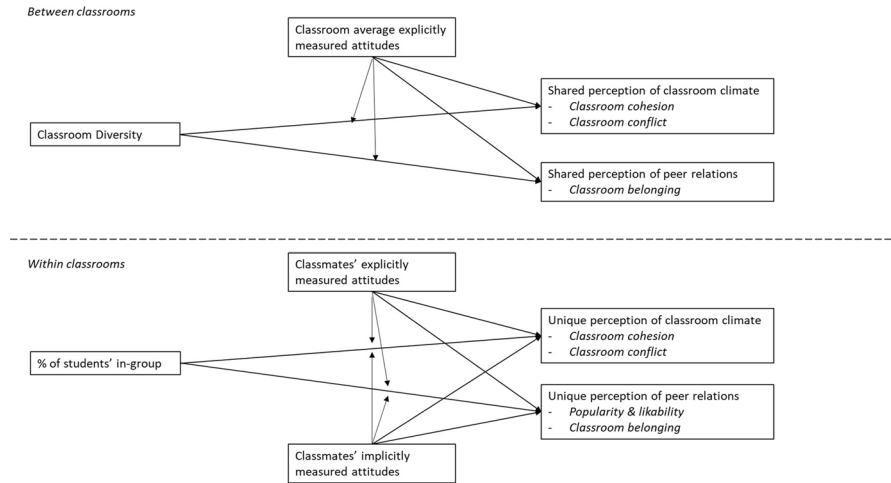 Between classrooms
Classroom average explicitly
measured attitudes
Shared perception of classroom climate
- Classroom cohesion
- Classroom conflict
Classroom Diversity
Shared perception of peer relations
- Classroom belonging
Within classrooms
Classmates' explicitly
measured attitudes
Unique perception of classroom climate
- Classroom cohesion
- Classroom conflict
% of students' in-group
Unique perception of peer relations
- Popularity & likability
- Classroom belonging
Classmates' implicitly
measured attitudes